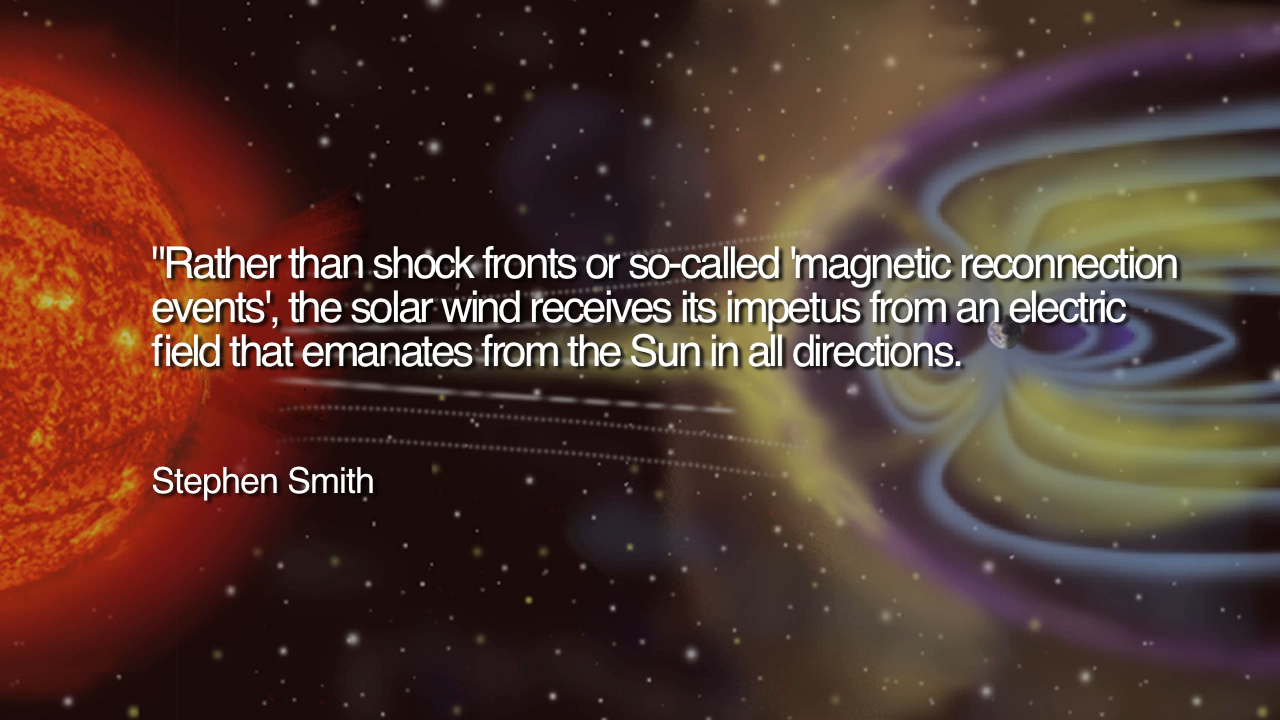 "Rather than shock fronts or so-called 'magnetic reconnection
events', the solar wind receives its impetus from an electric
field that emanates from the Sun in all directions.
Stephen Smith